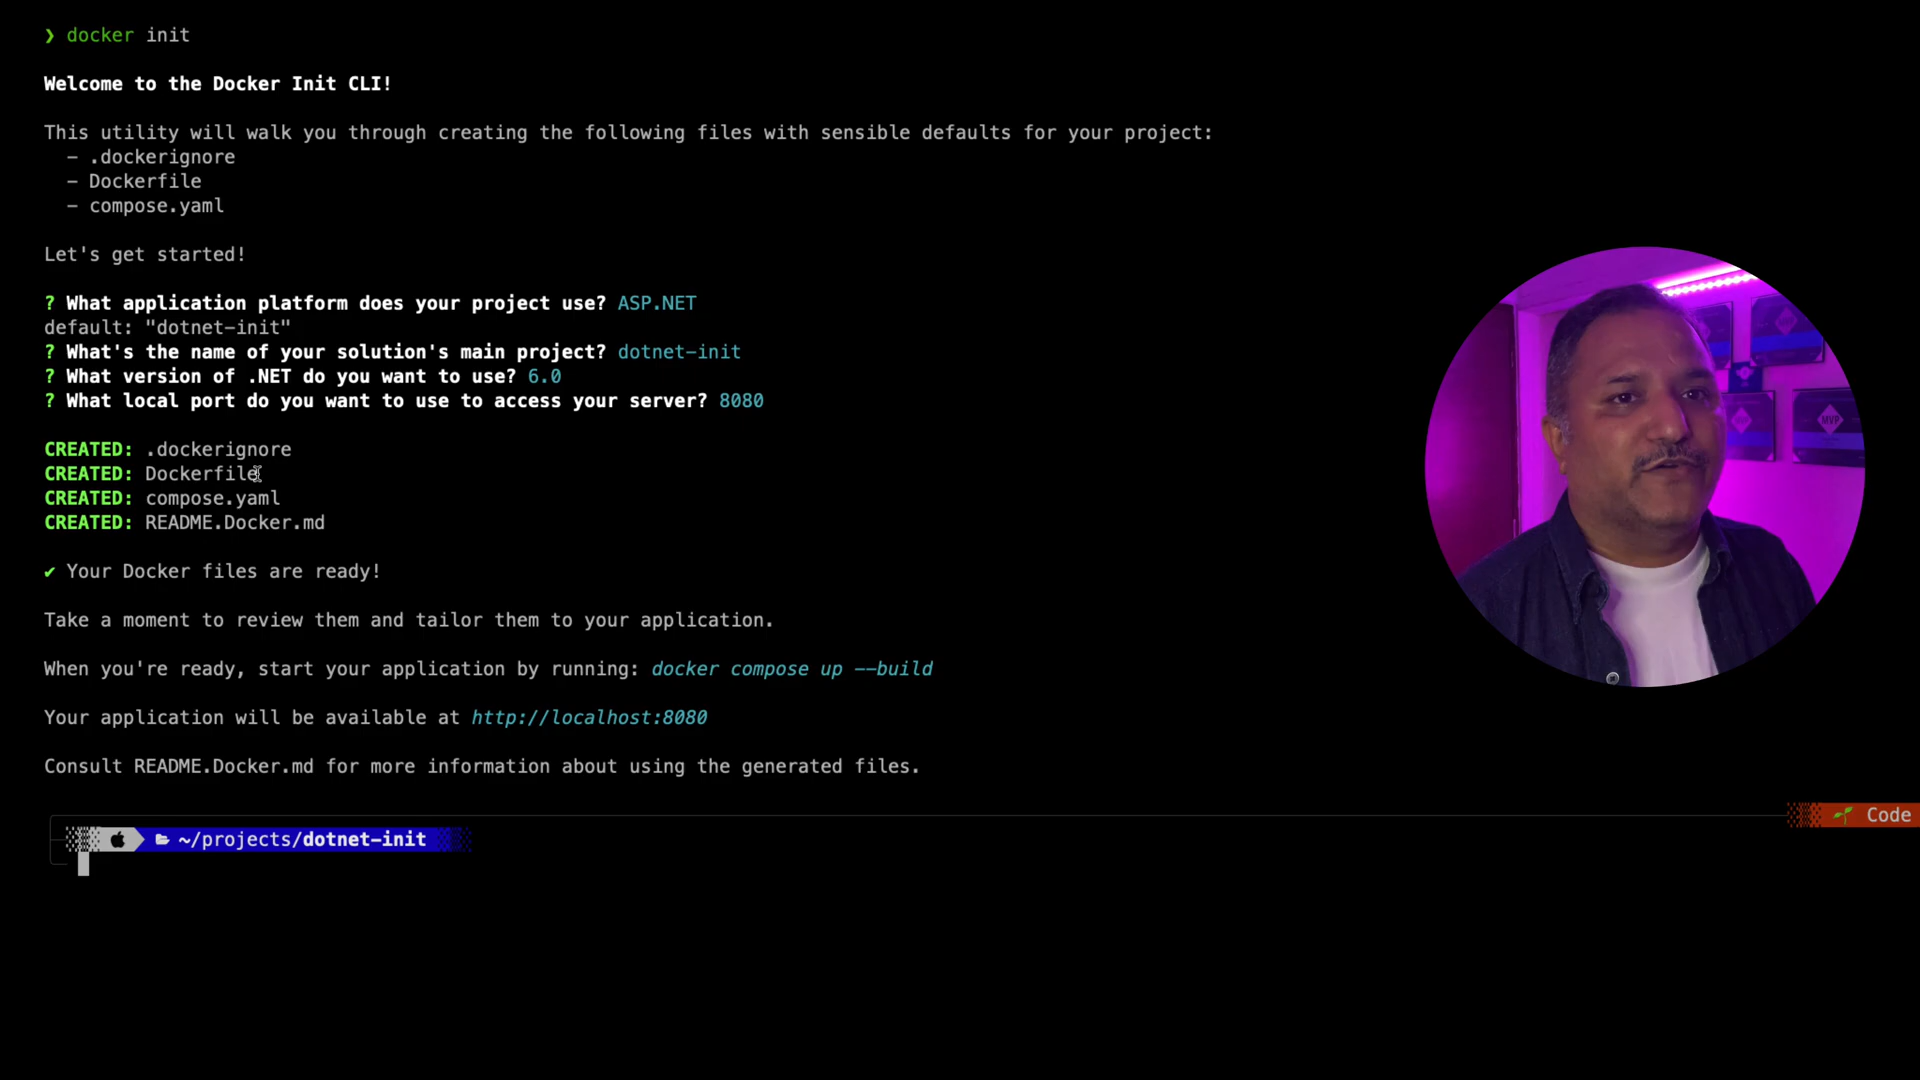 ❯ docker init
Welcome to the Docker Init CLI!
This utility will walk you through creating the following files with sensible defaults for your project:
– .dockerignore
– Dockerfile
– compose.yaml
Let's get started!
? What application platform does your project use? ASP.NET
default: "dotnet-init"
? What's the name of your solution's main project? dotnet-init
? What version of .NET do you want to use? 6.0
? What local port do you want to use to access your server? 8080
CREATED: .dockerignore
CREATED: Dockerfile
CREATED: compose.yaml
CREATED: README.Docker.md
✔ Your Docker files are ready!
Take a moment to review them and tailor them to your application.
When you're ready, start your application by running: docker compose up --build
Your application will be available at http://localhost:8080
Consult README.Docker.md for more information about using the generated files.
Code
~/projects/dotnet-init
MVP